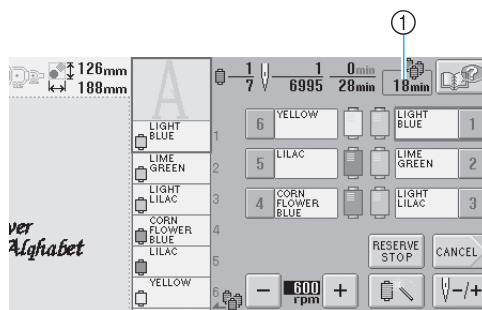 1
126mm
188mm
A
1
7
1
6995
0min
28min
18min
LIGHT
BLUE
1
LIME
GREEN
2
LIGHT
LILAC
3
CORN
FLOWER
BLUE
4
LILAC
5
YELLOW
6
6
YELLOW
LIGHT
BLUE
1
5
LILAC
LIME
GREEN
2
4
CORN
FLOWER
BLUE
LIGHT
LILAC
3
ver
Alqhabet
RESERVE
STOP
CANCEL
−
600
rpm
+
−/+